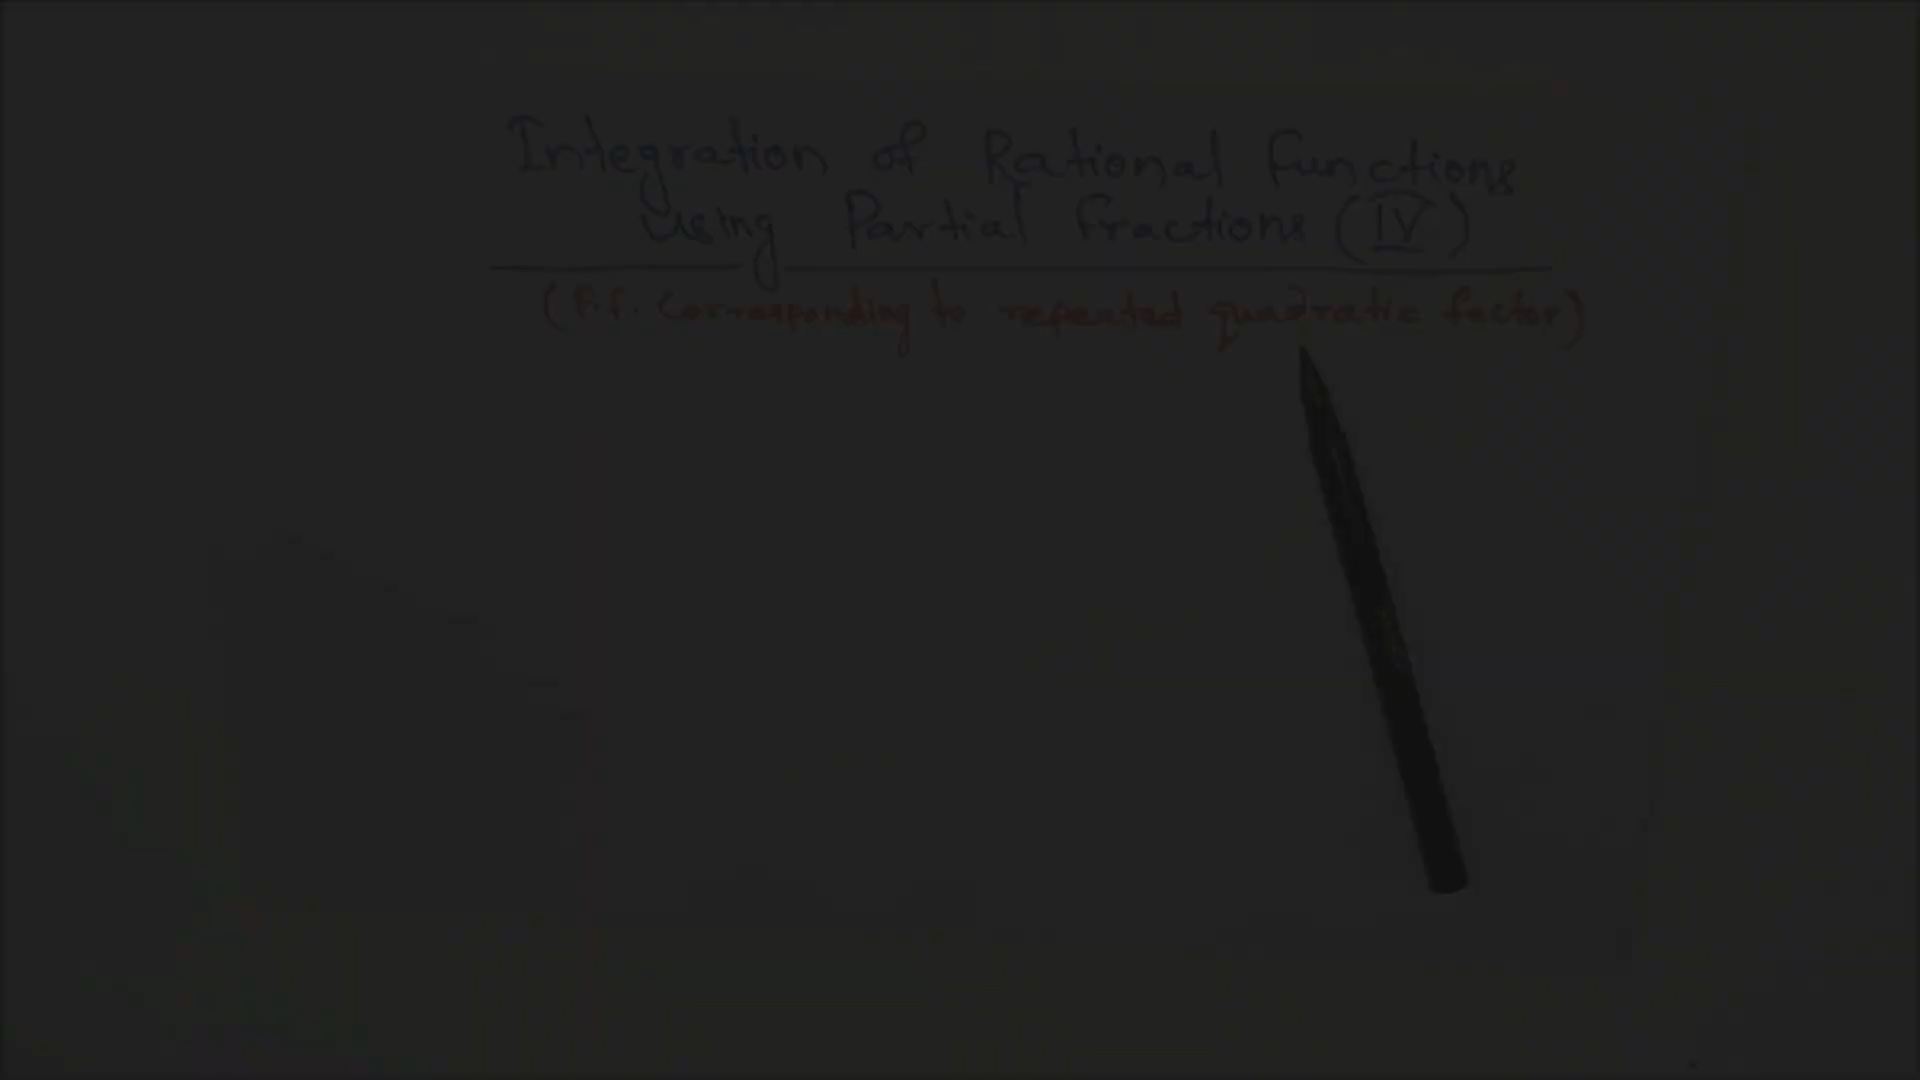 Integration of Rational functions
using Partial fractions (IV)
(P.f. Corresponding to repeated quadratic factor)